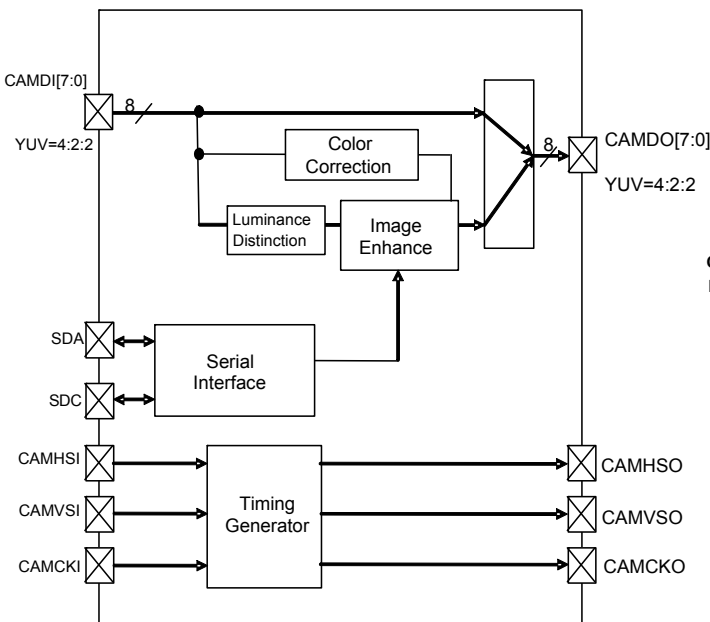 CAMDI[7:0]
8
YUV=4:2:2
Color
Correction
8
CAMDO[7:0]
YUV=4:2:2
Luminance
Distinction
Image
Enhance
SDA
SDC
Serial
Interface
CAMHSI
CAMVSI
CAMCKI
Timing
Generator
CAMHSO
CAMVSO
CAMCKO